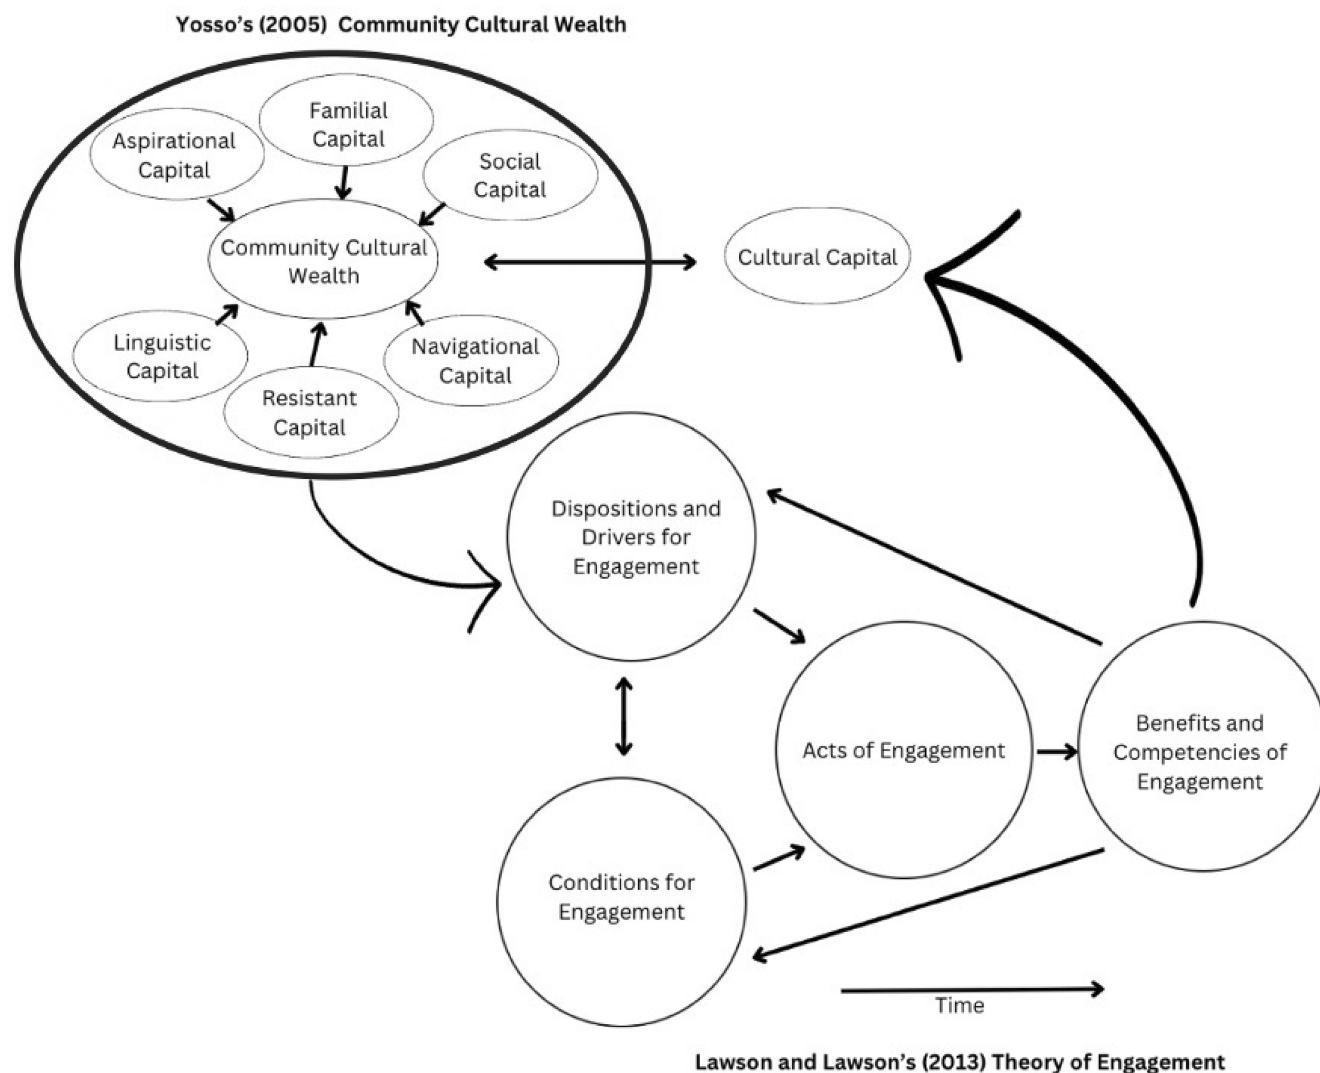 Yosso's (2005) Community Cultural Wealth
Familial
Capital
Aspirational
Capital
Social
Capital
Community Cultural
Wealth
Cultural Capital
Linguistic
Capital
Navigational
Capital
Resistant
Capital
Dispositions and
Drivers for
Engagement
Acts of Engagement
Benefits and
Competencies of
Engagement
Conditions for
Engagement
Time
Lawson and Lawson's (2013) Theory of Engagement